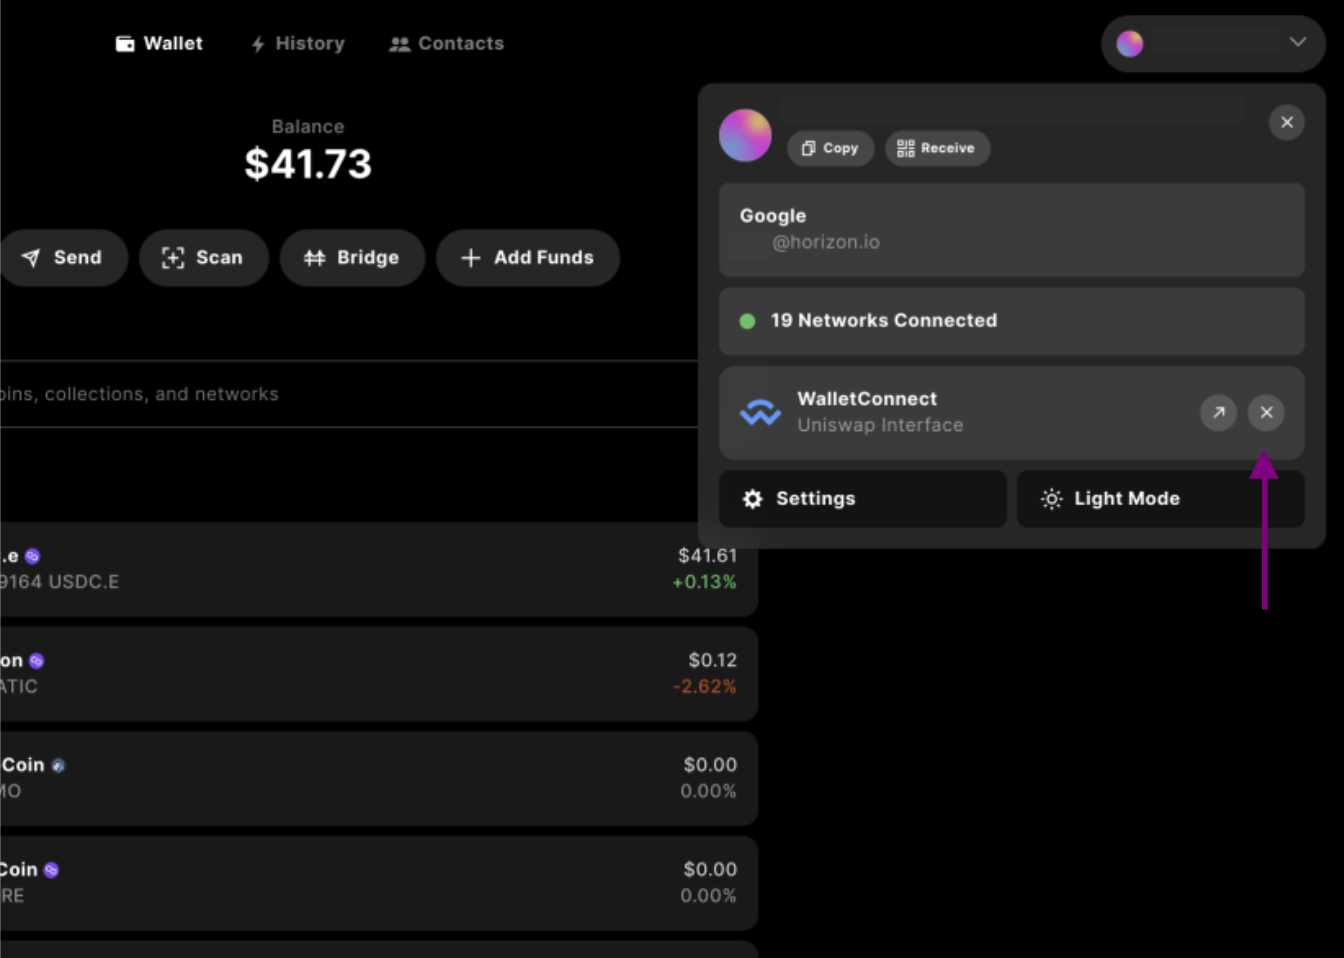 Wallet
History
Contacts
Balance
$41.73
Send
Scan
Bridge
Add Funds
Copy
Receive
Google
@horizon.io
19 Networks Connected
WalletConnect
Uniswap Interface
Settings
Light Mode
collections, and networks
.e
$41.61
9164 USDC.E
+0.13%
on
$0.12
ATIC
-2.62%
Coin
$0.00
MO
0.00%
Coin
$0.00
RE
0.00%